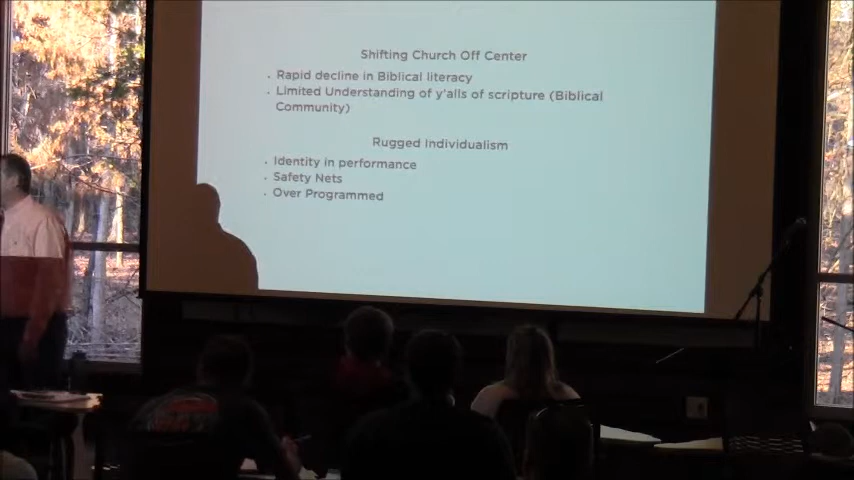 Shifting Church Off Center
• Rapid decline in Biblical literacy
• Limited Understanding of y'alls of scripture (Biblical
Community)
Rugged Individualism
• Identity in performance
• Safety Nets
• Over Programmed